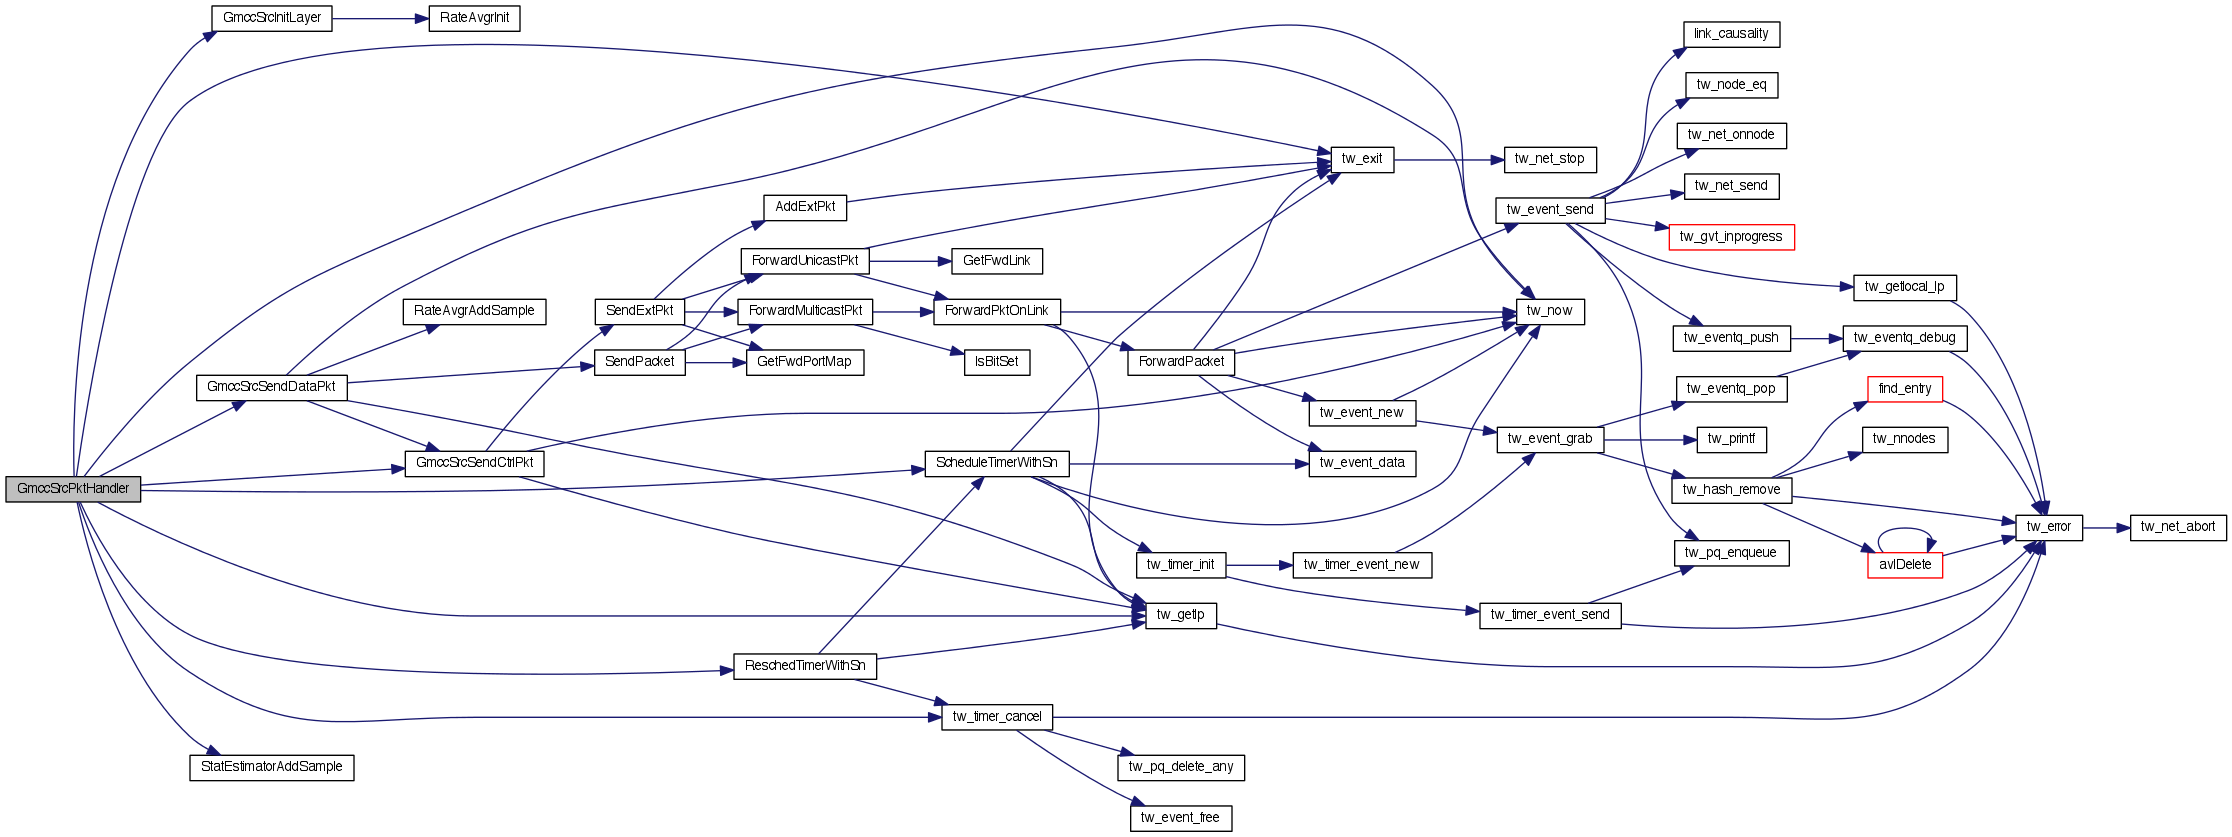 GmccSrcPktHandler
GmccSrcInitLayer
RateAvgrInit
GmccSrcSendDataPkt
RateAvgrAddSample
GmccSrcSendCtrlPkt
StatEstimatorAddSample
SendExtPkt
SendPacket
AddExtPkt
ForwardUnicastPkt
ForwardMulticastPkt
GetFwdPortMap
GetFwdLink
ForwardPktOnLink
IsBitSet
ScheduleTimerWithSn
ReschedTimerWithSn
tw_timer_cancel
ForwardPacket
tw_timer_init
tw_getlp
tw_pq_delete_any
tw_event_free
tw_exit
tw_event_new
tw_event_data
tw_timer_event_new
tw_net_stop
tw_event_send
tw_now
tw_event_grab
tw_timer_event_send
link_causality
tw_node_eq
tw_net_onnode
tw_net_send
tw_gvt_inprogress
tw_eventq_push
tw_eventq_pop
tw_printf
tw_hash_remove
tw_pq_enqueue
tw_getlocal_lp
tw_eventq_debug
find_entry
tw_nnodes
avlDelete
tw_error
tw_net_abort